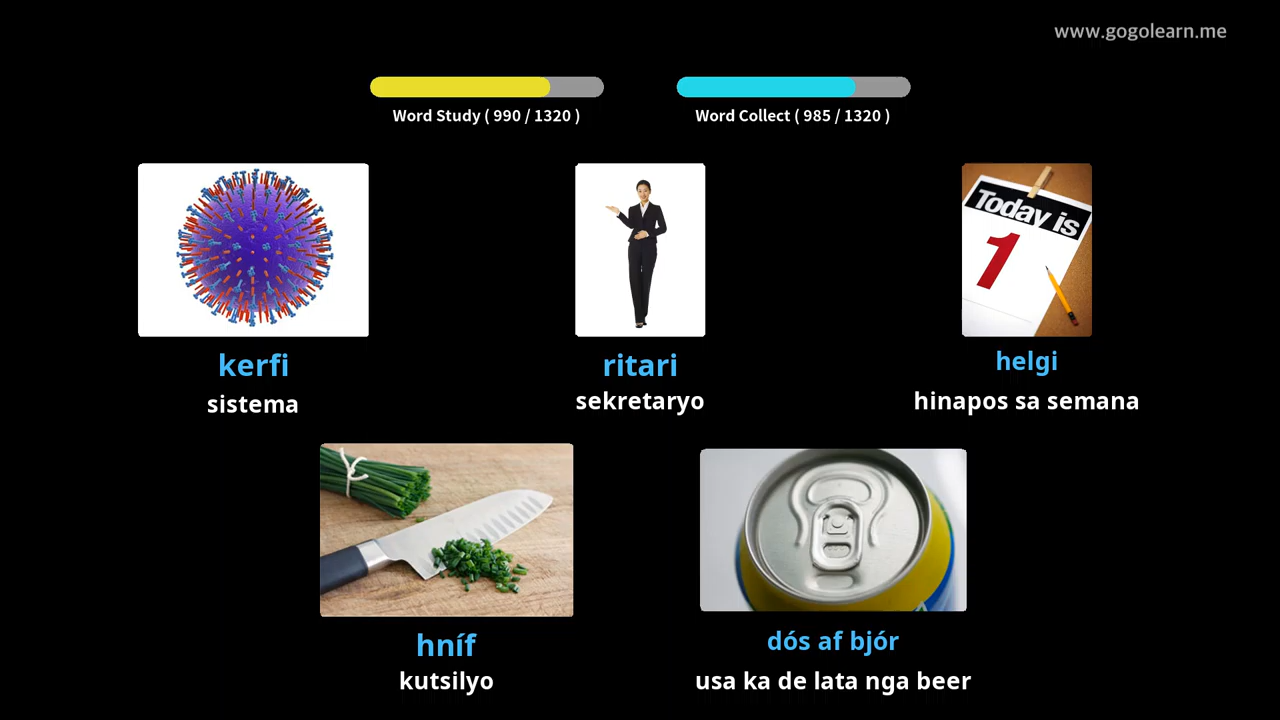 www.gogolearn.me
Word Study ( 990 / 1320 )
Word Collect ( 985 / 1320 )
Today is
1
kerfi
sistema
ritari
sekretaryo
helgi
hinapos sa semana
hníf
kutsilyo
dós af bjór
usa ka de lata nga beer